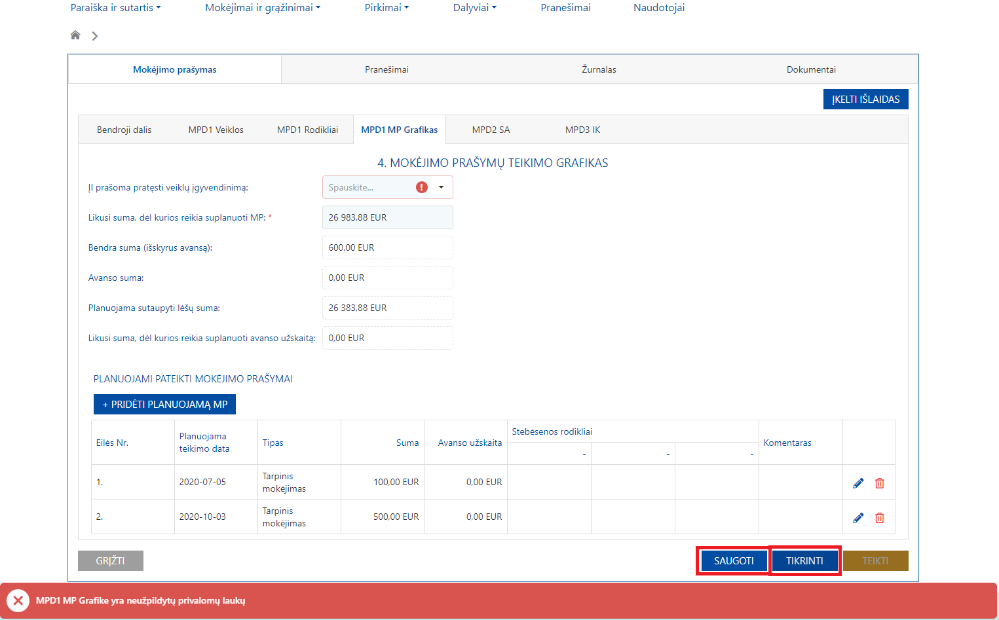 Paraiška ir sutartis
Mokėjimai ir grąžinimai
Pirkimai
Dalyviai
Pranešimai
Naudotojai
Mokėjimo prašymas
Pranešimai
Žurnalas
Dokumentai
ĮKELTI IŠLAIDAS
Bendroji dalis
MPD1 Veiklos
MPD1 Rodikliai
MPD1 MP Grafikas
MPD2 SA
MPD3 IK
4. MOKĖJIMO PRAŠYMŲ TEIKIMO GRAFIKAS
ĮI prašoma pratęsti veiklų įgyvendinimą:
Spauskite...
Likusi suma, dėl kurios reikia suplanuoti MP: *
26 983,88 EUR
Bendra suma (išskyrus avansą):
600,00 EUR
Avanso suma:
0,00 EUR
Planuojama sutaupyti lėšų suma:
26 383,88 EUR
Likusi suma, dėl kurios reikia suplanuoti avanso užskaitą:
0,00 EUR
PLANUOJAMI PATEIKTI MOKĖJIMO PRAŠYMAI
+ PRIDĖTI PLANUOJAMĄ MP
Eilės Nr.
Planuojama
teikimo data
Tipas
Suma
Avanso užskaita
Stebėsenos rodikliai
-
-
-
Komentaras
1.
2020-07-05
Tarpinis
mokėjimas
100,00 EUR
0,00 EUR
2.
2020-10-03
Tarpinis
mokėjimas
500,00 EUR
0,00 EUR
GRĮŽTI
SAUGOTI
TIKRINTI
TEIKTI
MPD1 MP Grafike yra neužpildytų privalomų laukų